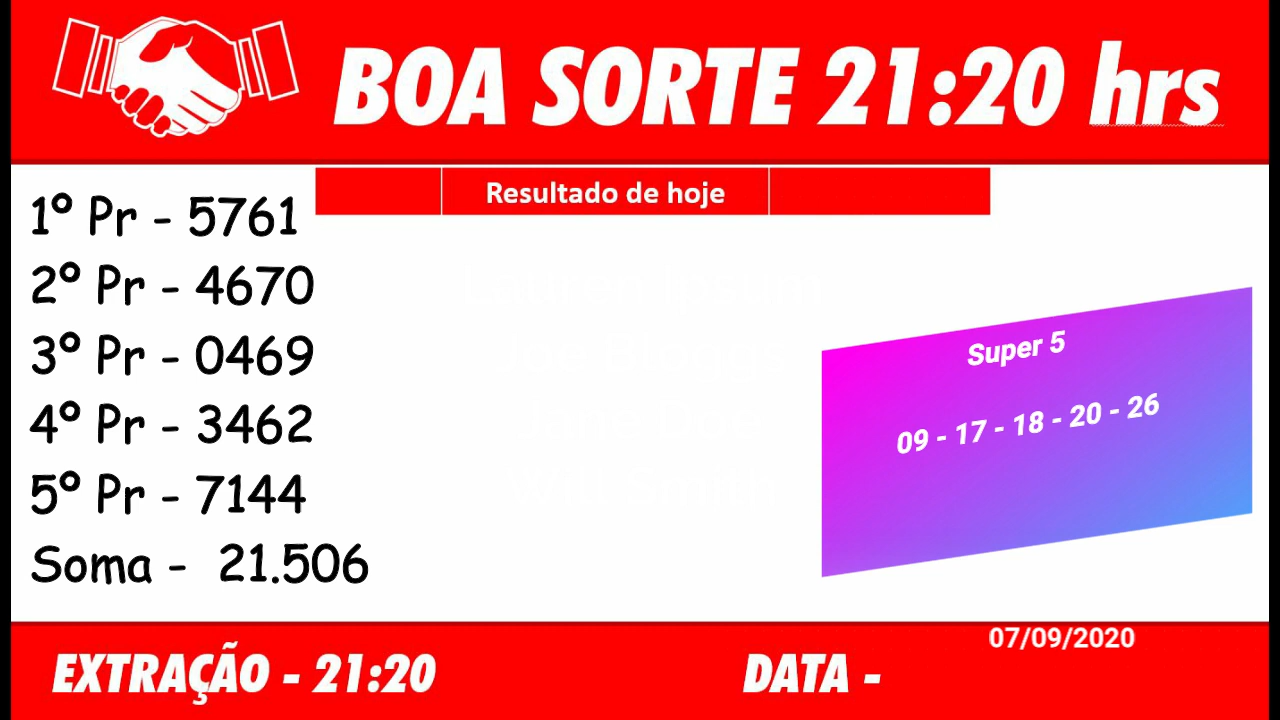 BOA SORTE 21:20 hrs
Resultado de hoje
1º Pr - 5761
2º Pr - 4670
3º Pr - 0469
4º Pr - 3462
5º Pr - 7144
Soma - 21.506
Super 5
09 - 17 - 18 - 20 - 26
07/09/2020
EXTRAÇÃO - 21:20
DATA -